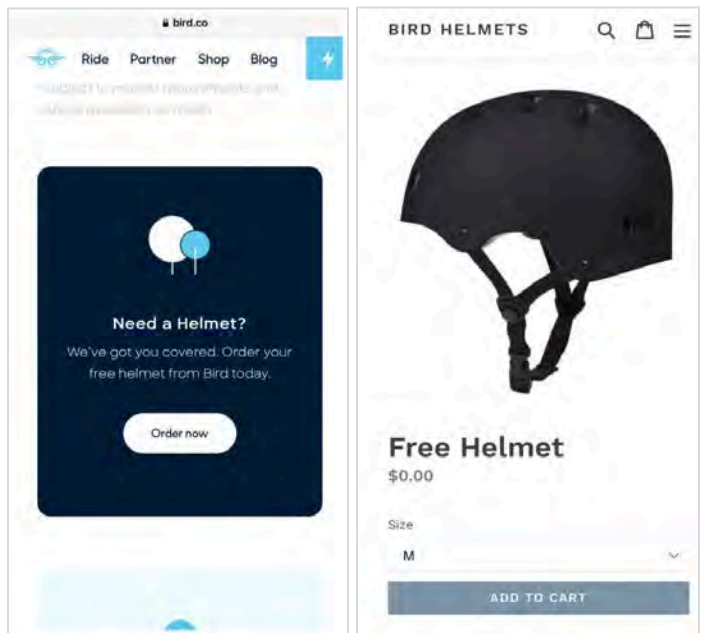 bird.co
Ride Partner Shop Blog
Need a Helmet?
We've got you covered. Order your
free helmet from Bird today.
Order now
BIRD HELMETS
Free Helmet
$0.00
Size
M
ADD TO CART